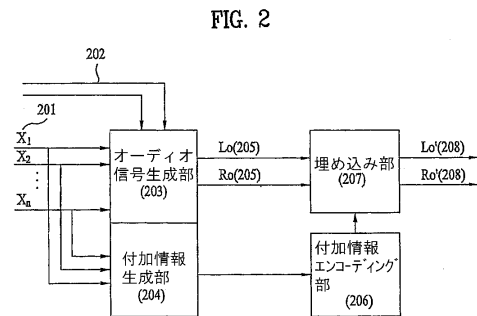 FIG. 2
202
201
X1
X2
⋮
Xn
オーディオ
信号生成部
(203)
付加情報
生成部
(204)
Lo(205)
Ro(205)
埋め込み部
(207)
付加情報
エンコーディング
部
(206)
Lo'(208)
Ro'(208)